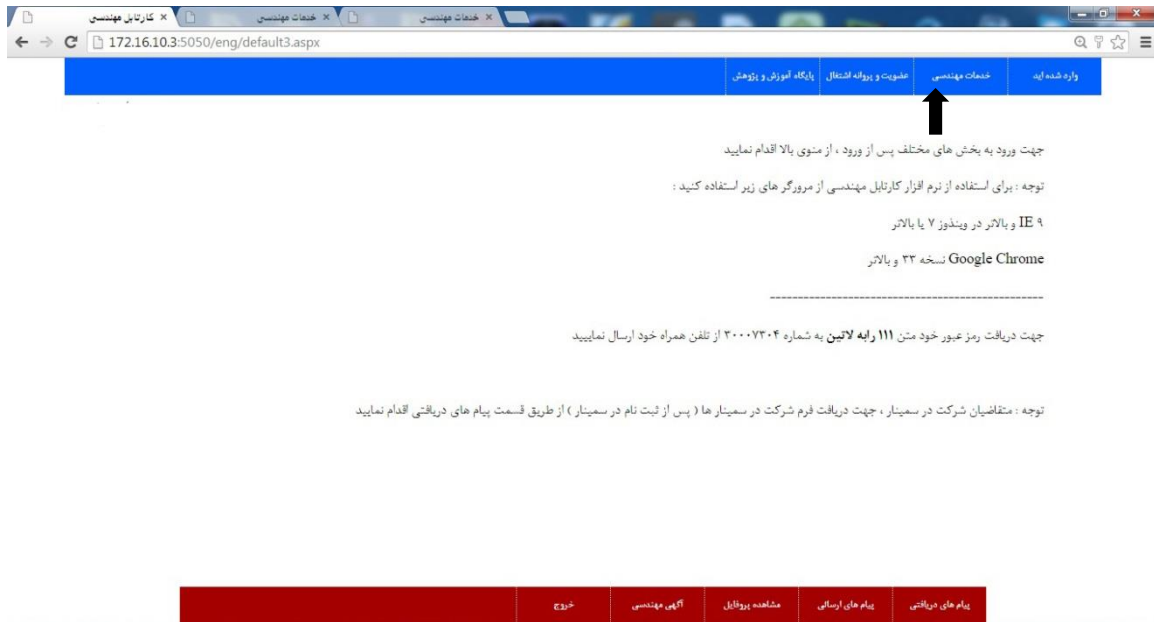 کارتابل مهندسی
خدمات مهندسی
خدمات مهندسی
172.16.10.3:5050/eng/default3.aspx
وارد شده اید خدمات مهندسی عضویت و پروانه اشتغال پایگاه آموزش و پژوهش
جهت ورود به بخش های مختلف پس از ورود ، از منوی بالا اقدام نمایید
توجه : برای استفاده از نرم افزار کارتابل مهندسی از مرورگر های زیر استفاده کنید :
IE ۹ و بالاتر در ویندوز ۷ یا بالاتر
Google Chrome نسخه ۳۳ و بالاتر
-------------------------------------------------
جهت دریافت رمز عبور خود متن ۱۱۱ رابه لاتین به شماره ۳۰۰۰۷۳۰۴ از تلفن همراه خود ارسال نمایید
توجه : متقاضیان شرکت در سمینار ، جهت دریافت فرم شرکت در سمینار ها ( پس از ثبت نام در سمینار ) از طریق قسمت پیام های دریافتی اقدام نمایید
پیام های دریافتی پیام های ارسالی مشاهده پروفایل آگهی مهندسی خروج